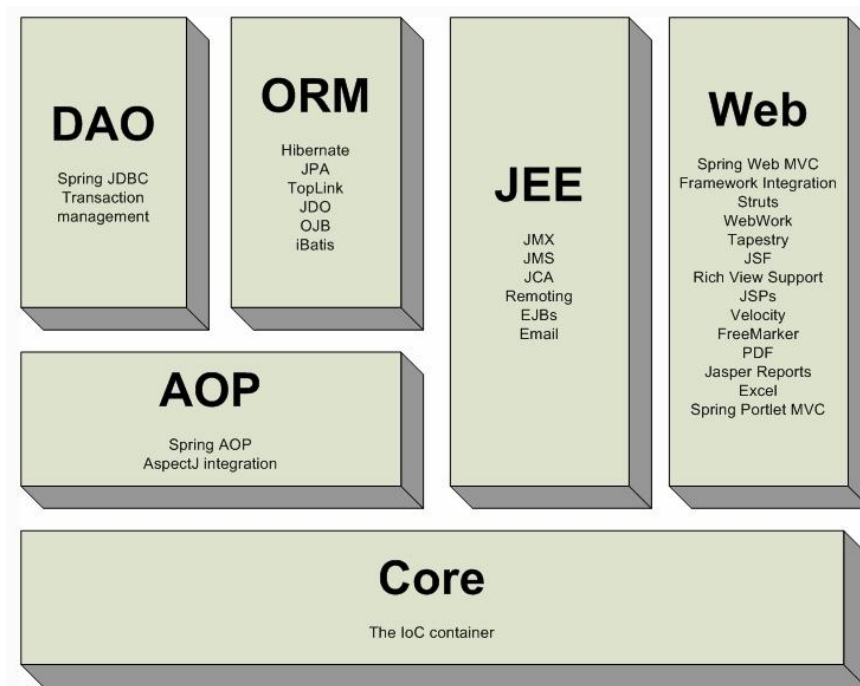 DAO
Spring JDBC
Transaction
management
ORM
Hibernate
JPA
TopLink
JDO
OJB
iBatis
JEE
JMX
JMS
JCA
Remoting
EJBs
Email
Web
Spring Web MVC
Framework Integration
Struts
WebWork
Tapestry
JSF
Rich View Support
JSPs
Velocity
FreeMarker
PDF
Jasper Reports
Excel
Spring Portlet MVC
AOP
Spring AOP
AspectJ integration
Core
The IoC container